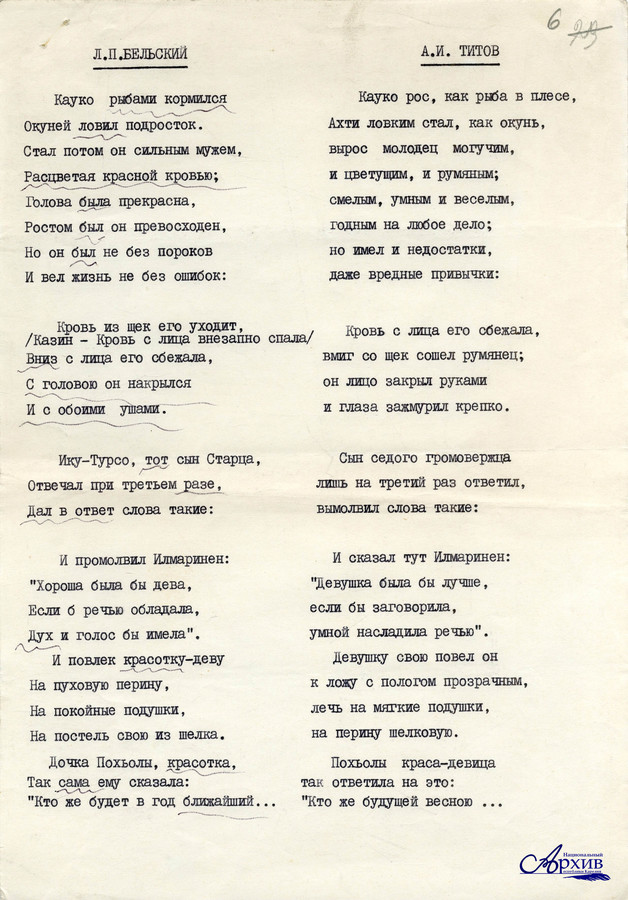 6
Л.П.БЕЛЬСКИЙ
Кауко рыбами кормился
Окуней ловил подросток.
Стал потом он сильным мужем,
Расцветая красной кровью;
Голова была прекрасна,
Ростом был он превосходен,
Но он был не без пороков
И вел жизнь не без ошибок:
Кровь из щек его уходит,
/Казин - Кровь с лица внезапно спала/
Вниз с лица его сбежала,
С головою он накрылся
И с обоими ушами.
Ику-Турсо, тот сын Старца,
Отвечал при третьем разе,
Дал в ответ слова такие:
И промолвил Илмаринен:
"Хороша была бы дева,
Если б речью обладала,
Дух и голос бы имела".
И повлек красотку-деву
На пуховую перину,
На покойные подушки,
На постель свою из шелка.
Дочка Похьолы, красотка,
Так сама ему сказала:
"Кто же будет в год ближайший...
А.И. ТИТОВ
Кауко рос, как рыба в плесе,
Ахти ловким стал, как окунь,
вырос молодец могучим,
и цветущим, и румяным;
смелым, умным и веселым,
годным на любое дело;
но имел и недостатки,
даже вредные привычки:
Кровь с лица его сбежала,
вмиг со щек сошел румянец;
он лицо закрыл руками
и глаза зажмурил крепко.
Сын седого громовержца
лишь на третий раз ответил,
вымолвил слова такие:
И сказал тут Илмаринен:
"Девушка была бы лучше,
если бы заговорила,
умной насладила речью".
Девушку свою повел он
к ложу с пологом прозрачным,
лечь на мягкие подушки,
на перину шелковую.
Похьолы краса-девица
так ответила на это:
"Кто же будущей весною ...
Национальный
Архив
республики Карелия